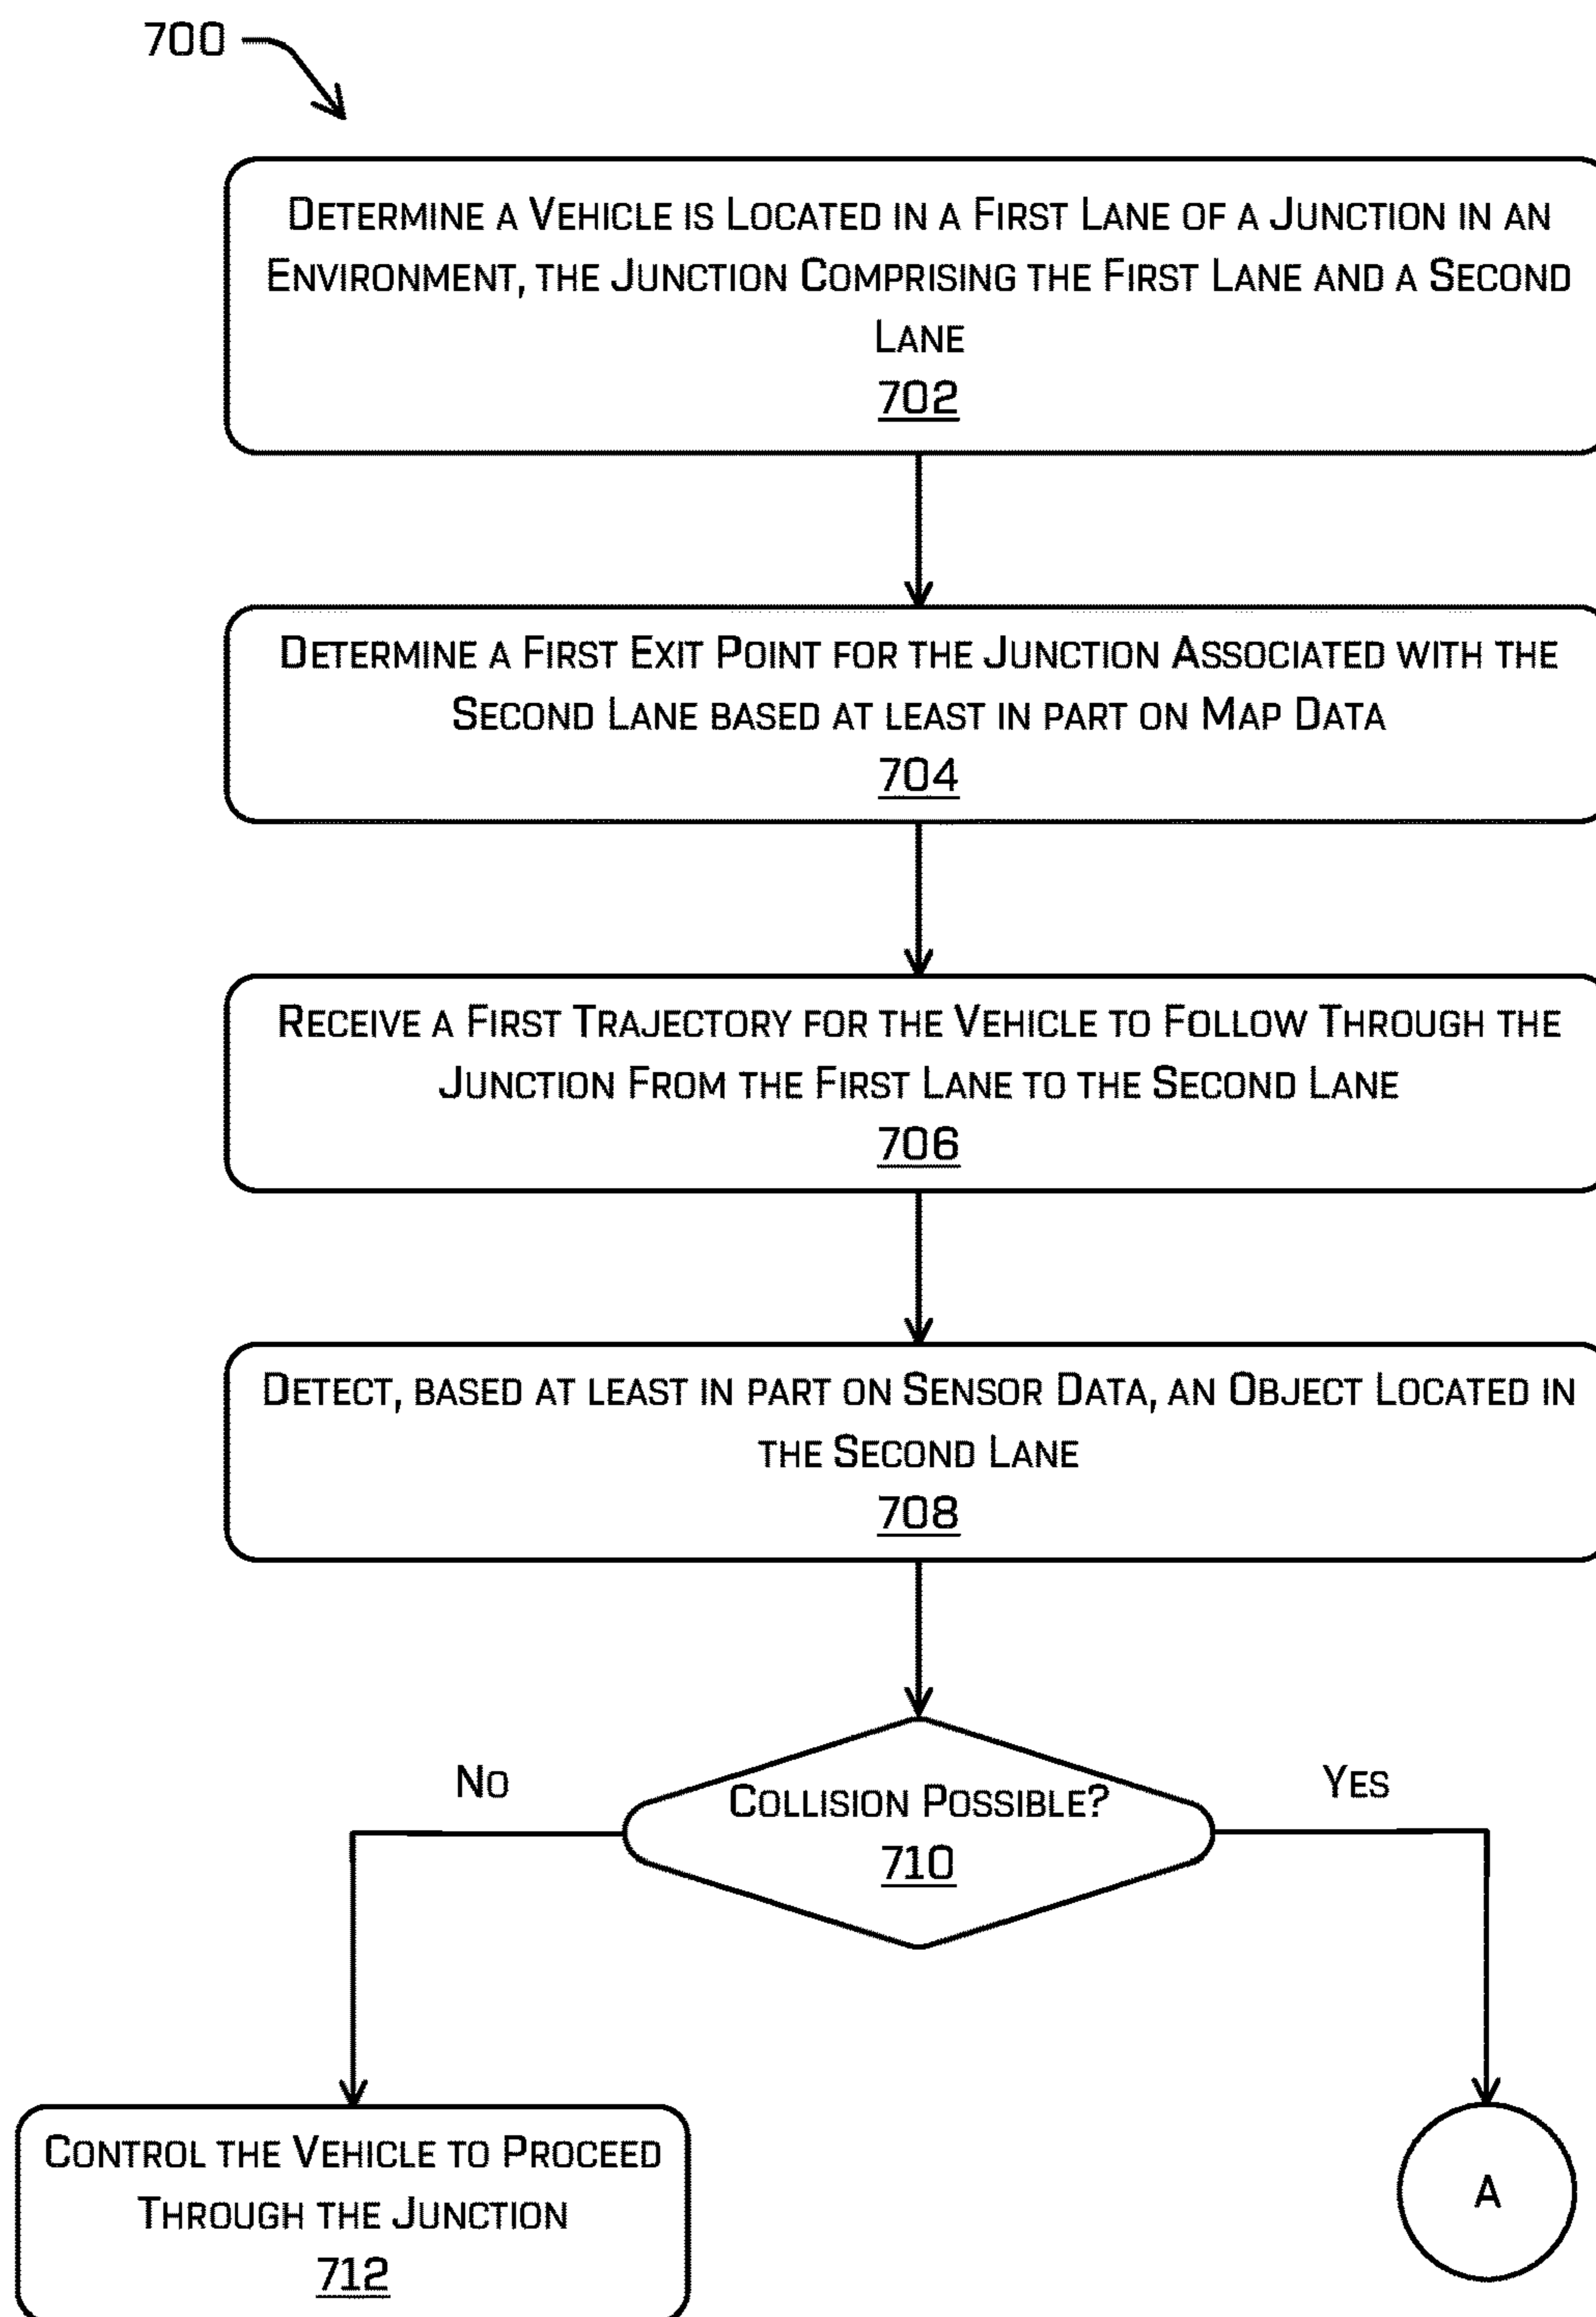 700
Determine a Vehicle is Located in a First Lane of a Junction in an
Environment, the Junction Comprising the First Lane and a Second
Lane
702
Determine a First Exit Point for the Junction Associated with the
Second Lane based at least in part on Map Data
704
Receive a First Trajectory for the Vehicle to Follow Through the
Junction From the First Lane to the Second Lane
706
Detect, based at least in part on Sensor Data, an Object Located in
the Second Lane
708
No
Collision Possible?
Yes
710
Control the Vehicle to Proceed
Through the Junction
712
A